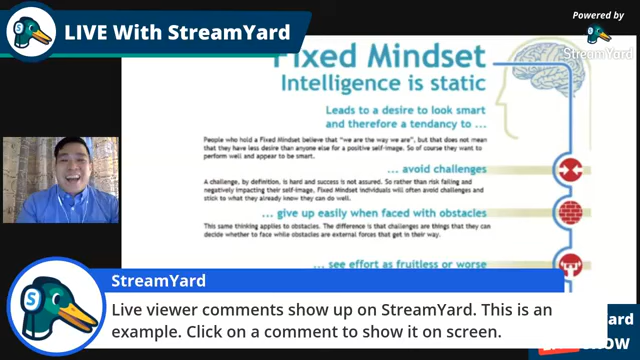 LIVE With StreamYard
Powered by
StreamYard
Fixed Mindset
Intelligence is static
Leads to a desire to look smart
and therefore a tendency to ...
People who hold a Fixed Mindset believe that "we are the way we are", but that does not mean
that they have less desire than anyone else for a positive self-image. So of course they want to
perform well and appear to be smart.
... avoid challenges
A challenge, by definition, is hard and success is not assured. So rather than risk failing and
negatively impacting their self-image, Fixed Mindset individuals will often avoid challenges and
stick to what they already know they can do well.
... give up easily when faced with obstacles
This same thinking applies to obstacles. The difference is that challenges are things that they can
decide whether to face while obstacles are external forces that get in their way.
... see effort as fruitless or worse
StreamYard
Live viewer comments show up on StreamYard. This is an
example. Click on a comment to show it on screen.